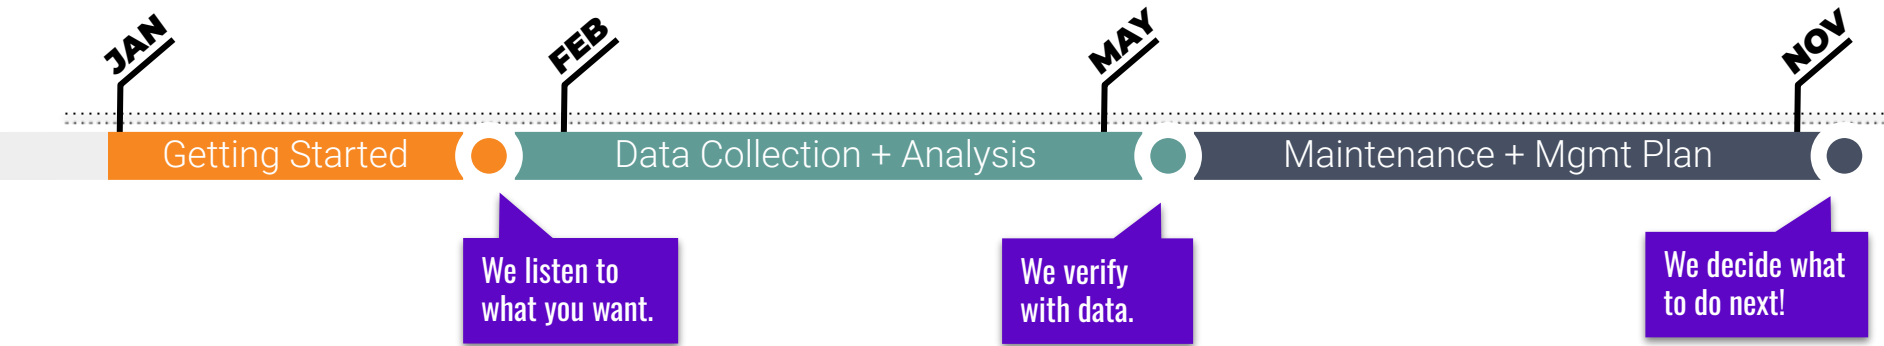 JAN
FEB
MAY
NOV
Getting Started
Data Collection + Analysis
Maintenance + Mgmt Plan
We listen to
what you want.
We verify
with data.
We decide what
to do next!